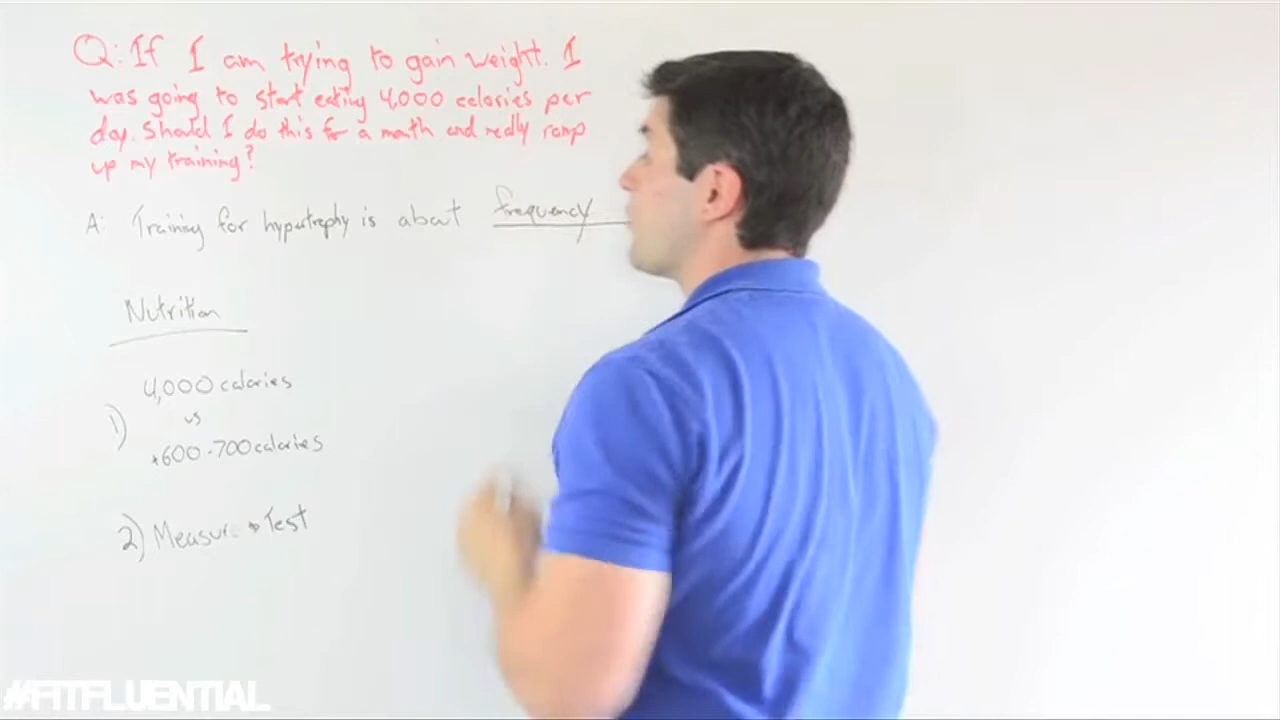 Q: If I am trying to gain weight. I
was going to start eating 4,000 calories per
day. Should I do this for a month and really ramp
up my training?
A: Training for hypertrophy is about frequency
Nutrition
4,000 calories
1) vs
+600-700 calories
2) Measure + Test
#FITFLUENTIAL